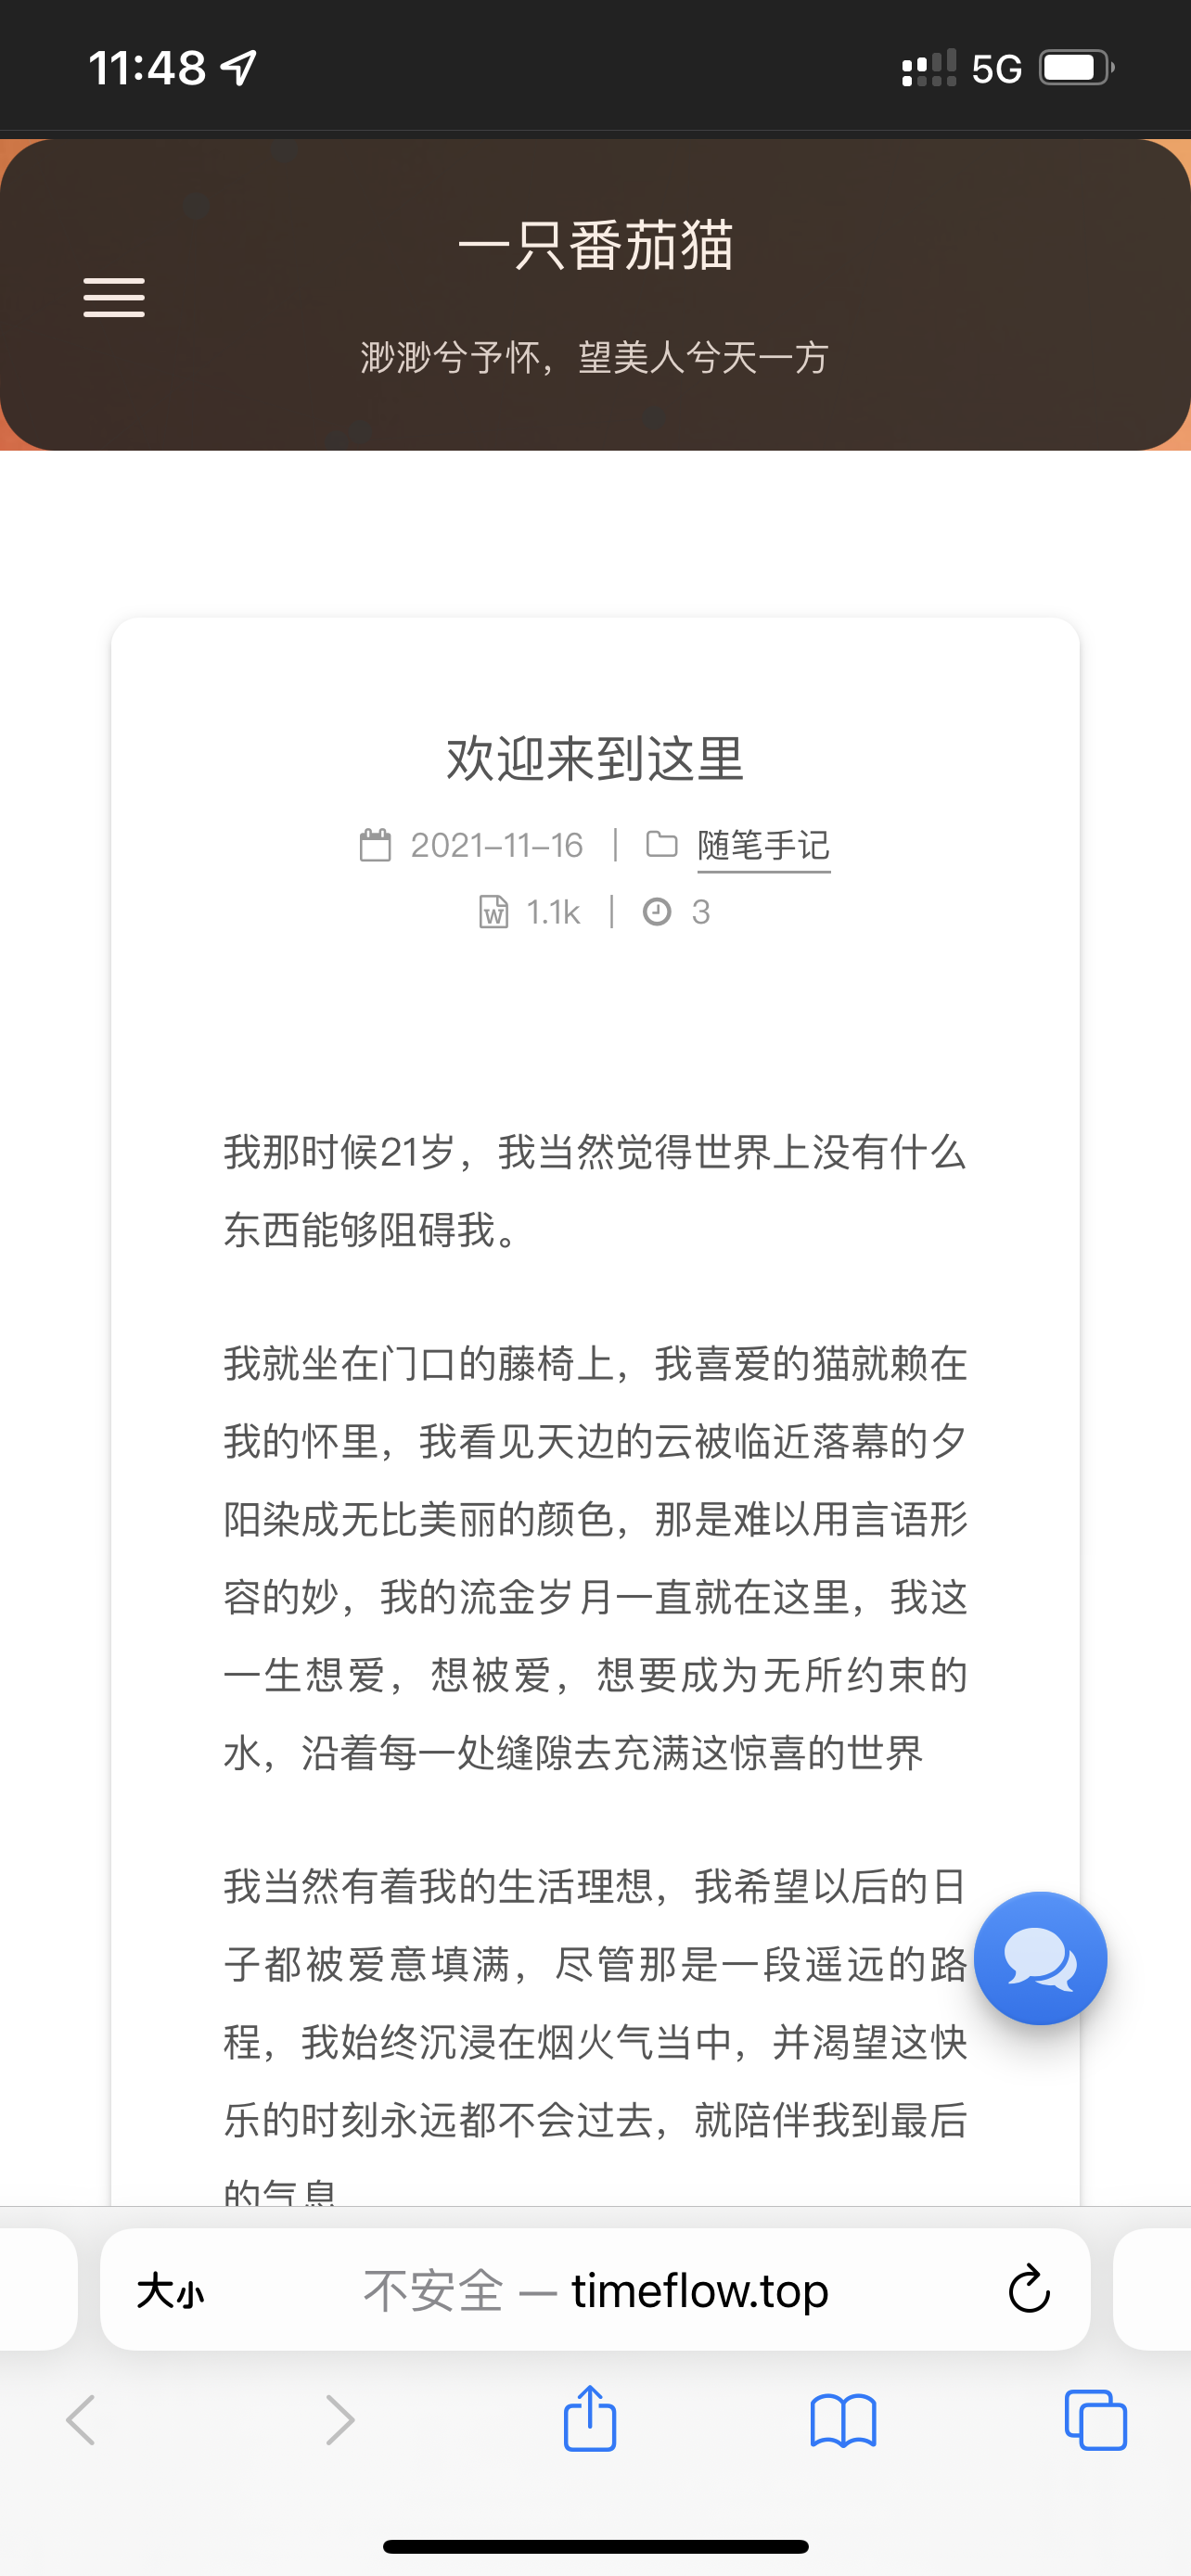 11:48
5G
一只番茄猫
渺渺兮予怀，望美人兮天一方
欢迎来到这里
2021-11-16 | 随笔手记
W 1.1k | 3
我那时候21岁，我当然觉得世界上没有什么
东西能够阻碍我。
我就坐在门口的藤椅上，我喜爱的猫就赖在
我的怀里，我看见天边的云被临近落幕的夕
阳染成无比美丽的颜色，那是难以用言语形
容的妙，我的流金岁月一直就在这里，我这
一生想爱，想被爱，想要成为无所约束的
水，沿着每一处缝隙去充满这惊喜的世界
我当然有着我的生活理想，我希望以后的日
子都被爱意填满，尽管那是一段遥远的路
程，我始终沉浸在烟火气当中，并渴望这快
乐的时刻永远都不会过去，就陪伴我到最后
的气息
大小 不安全 — timeflow.top